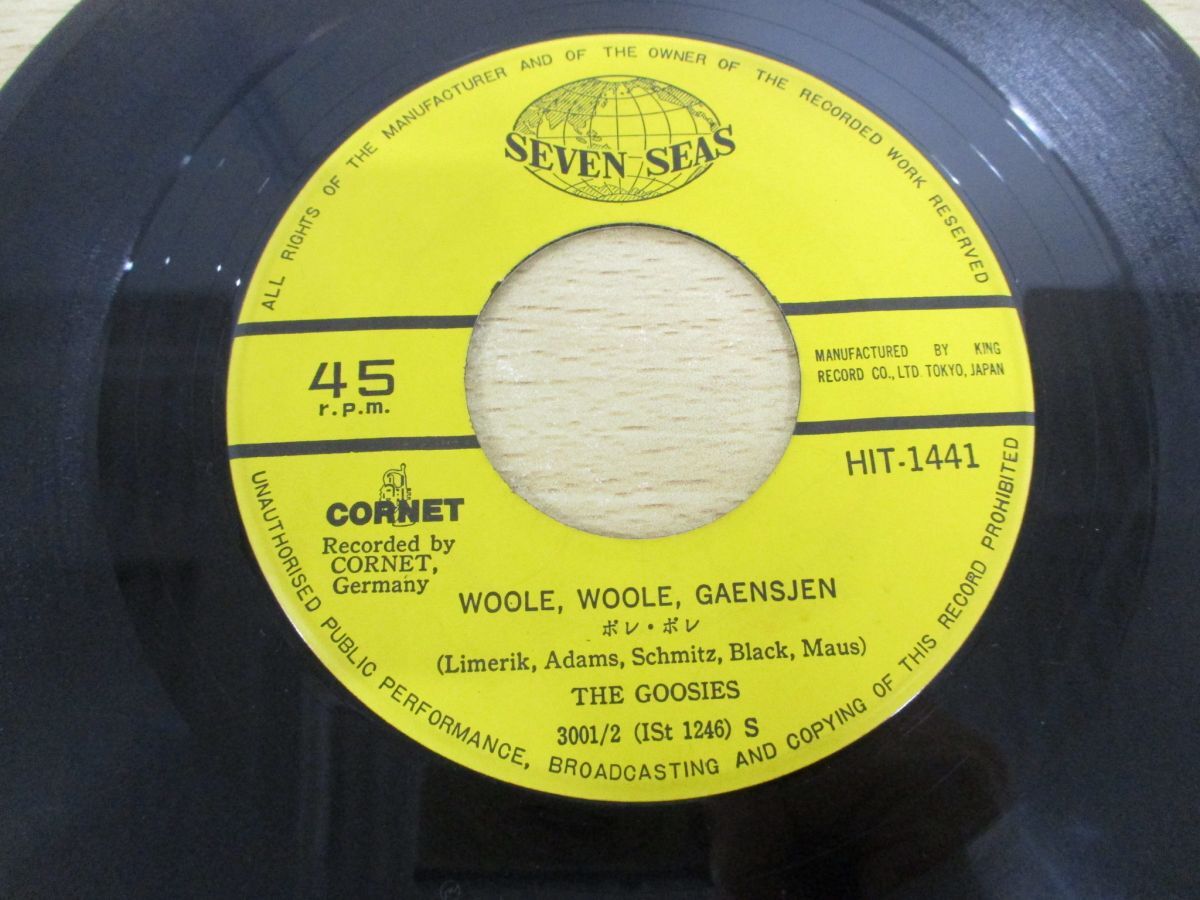 ALL RIGHTS OF THE MANUFACTURER AND OF THE OWNER OF THE RECORDED WORK RESERVED
SEVEN SEAS
45
r.p.m.
MANUFACTURED BY KING
RECORD CO., LTD. TOKYO, JAPAN
HIT-1441
CORNET
Recorded by
CORNET,
Germany
WOOLE, WOOLE, GAENSJEN
ポレ・ポレ
(Limerik, Adams, Schmitz, Black, Maus)
THE GOOSIES
3001/2 (ISt 1246) S
UNAUTHORISED PUBLIC PERFORMANCE, BROADCASTING AND COPYING OF THIS RECORD PROHIBITED